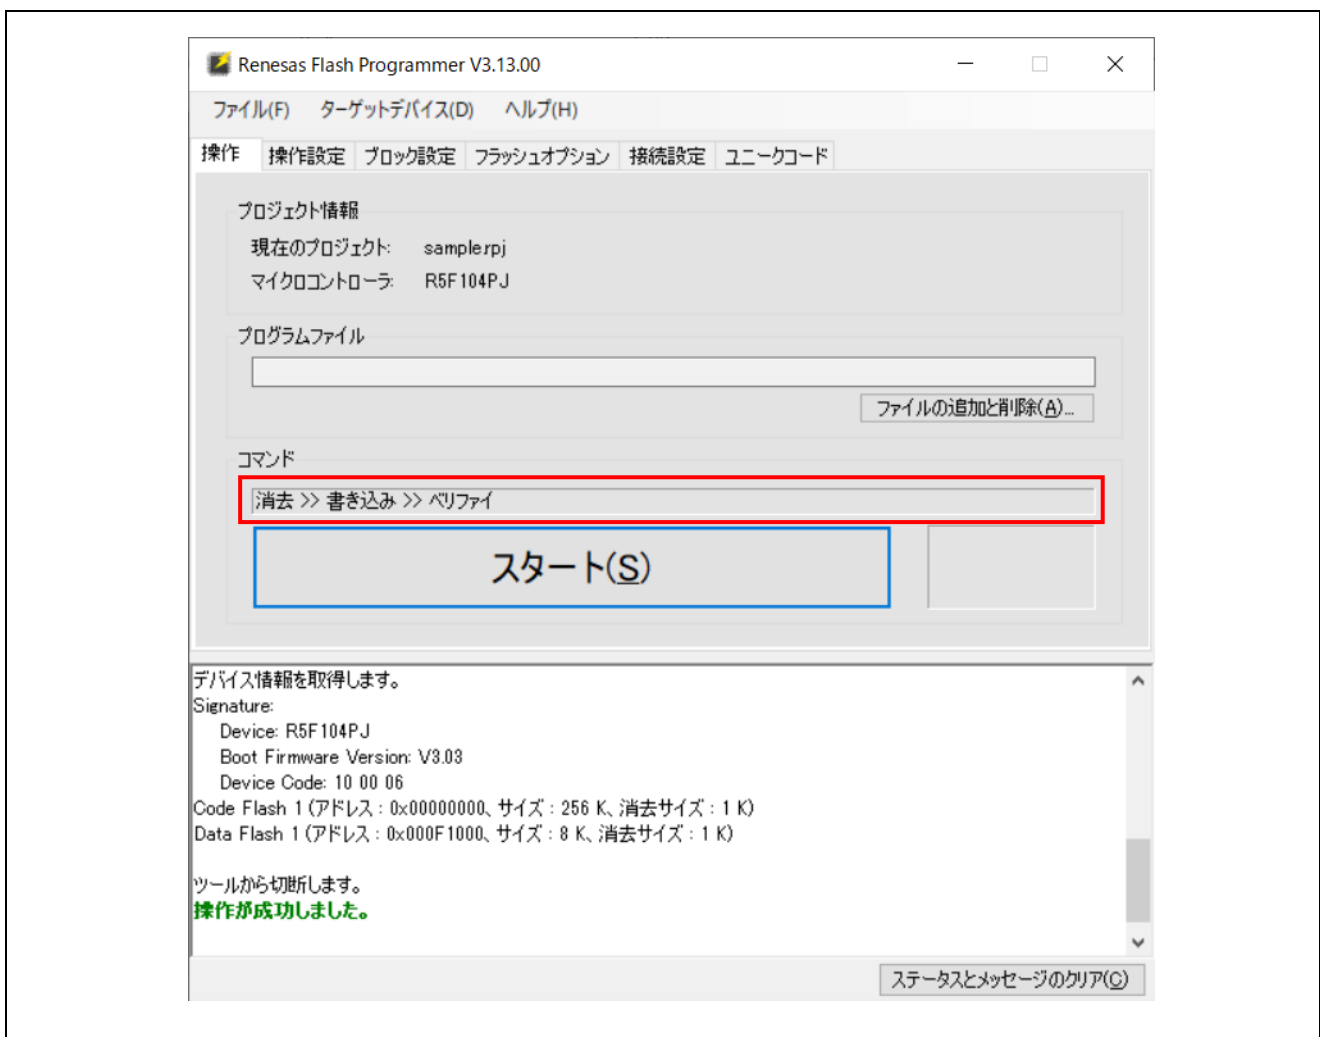 Renesas Flash Programmer V3.13.00
ファイル(F) ターゲットデバイス(D) ヘルプ(H)
操作 操作設定 ブロック設定 フラッシュオプション 接続設定 ユニークコード
プロジェクト情報
現在のプロジェクト: sample.rpj
マイクロコントローラ: R5F104PJ
プログラムファイル
ファイルの追加と削除(A)...
コマンド
消去 >> 書き込み >> ベリファイ
スタート(S)
デバイス情報を取得します。
Signature:
Device: R5F104PJ
Boot Firmware Version: V3.03
Device Code: 10 00 06
Code Flash 1 (アドレス : 0x00000000、サイズ : 256 K、消去サイズ : 1 K)
Data Flash 1 (アドレス : 0x000F1000、サイズ : 8 K、消去サイズ : 1 K)
ツールから切断します。
操作が成功しました。
ステータスとメッセージのクリア(C)